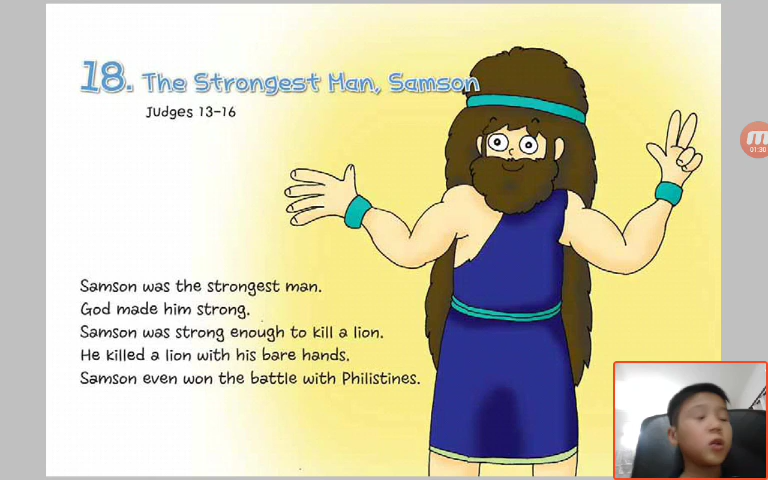 18. The Strongest Man, Samson
Judges 13-16
Samson was the strongest man.
God made him strong.
Samson was strong enough to kill a lion.
He killed a lion with his bare hands.
Samson even won the battle with Philistines.
01:36